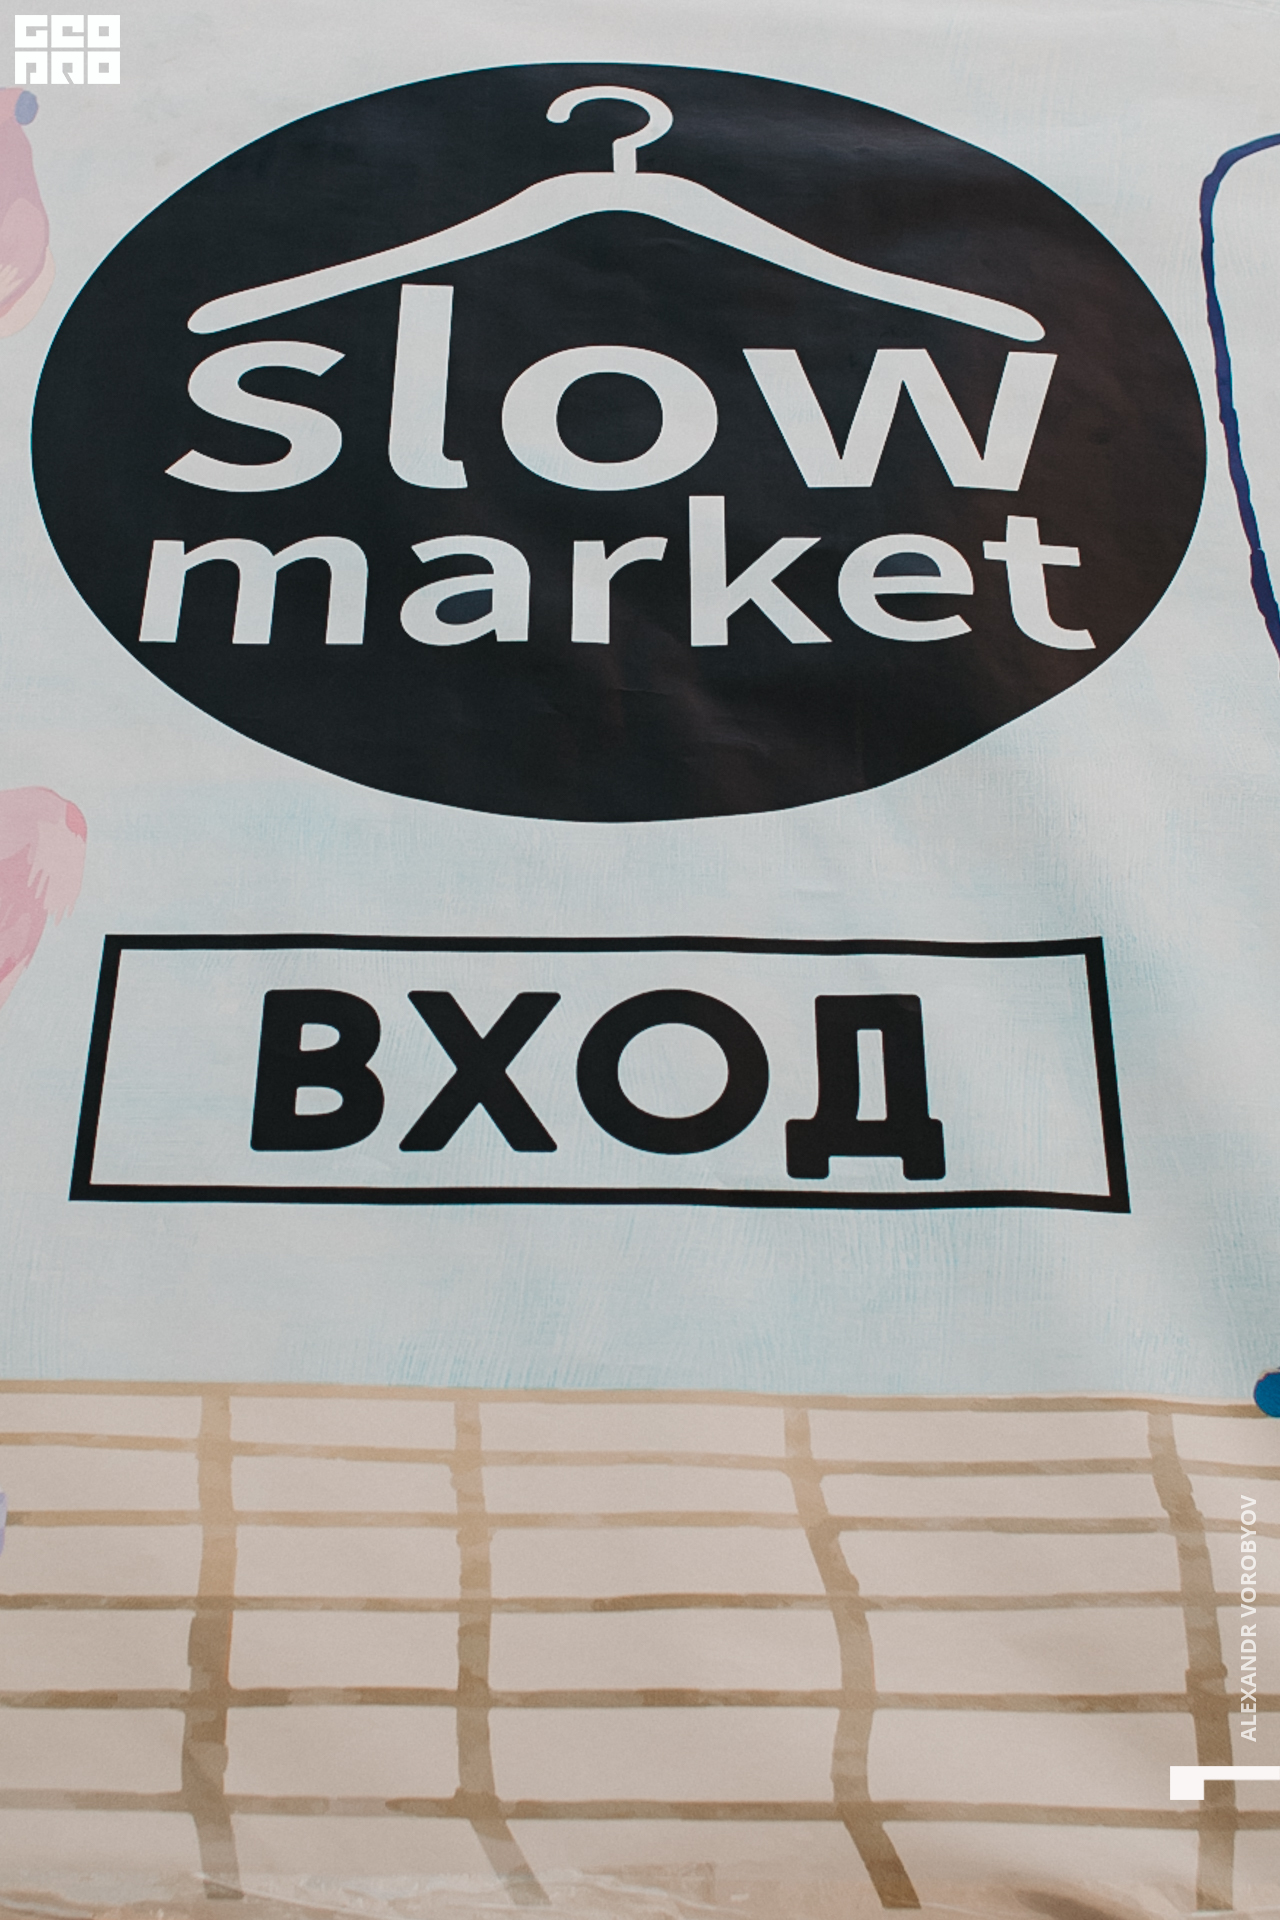 GEO
PRO
slow
market
ВХОД
ALEXANDR VOROBYOV